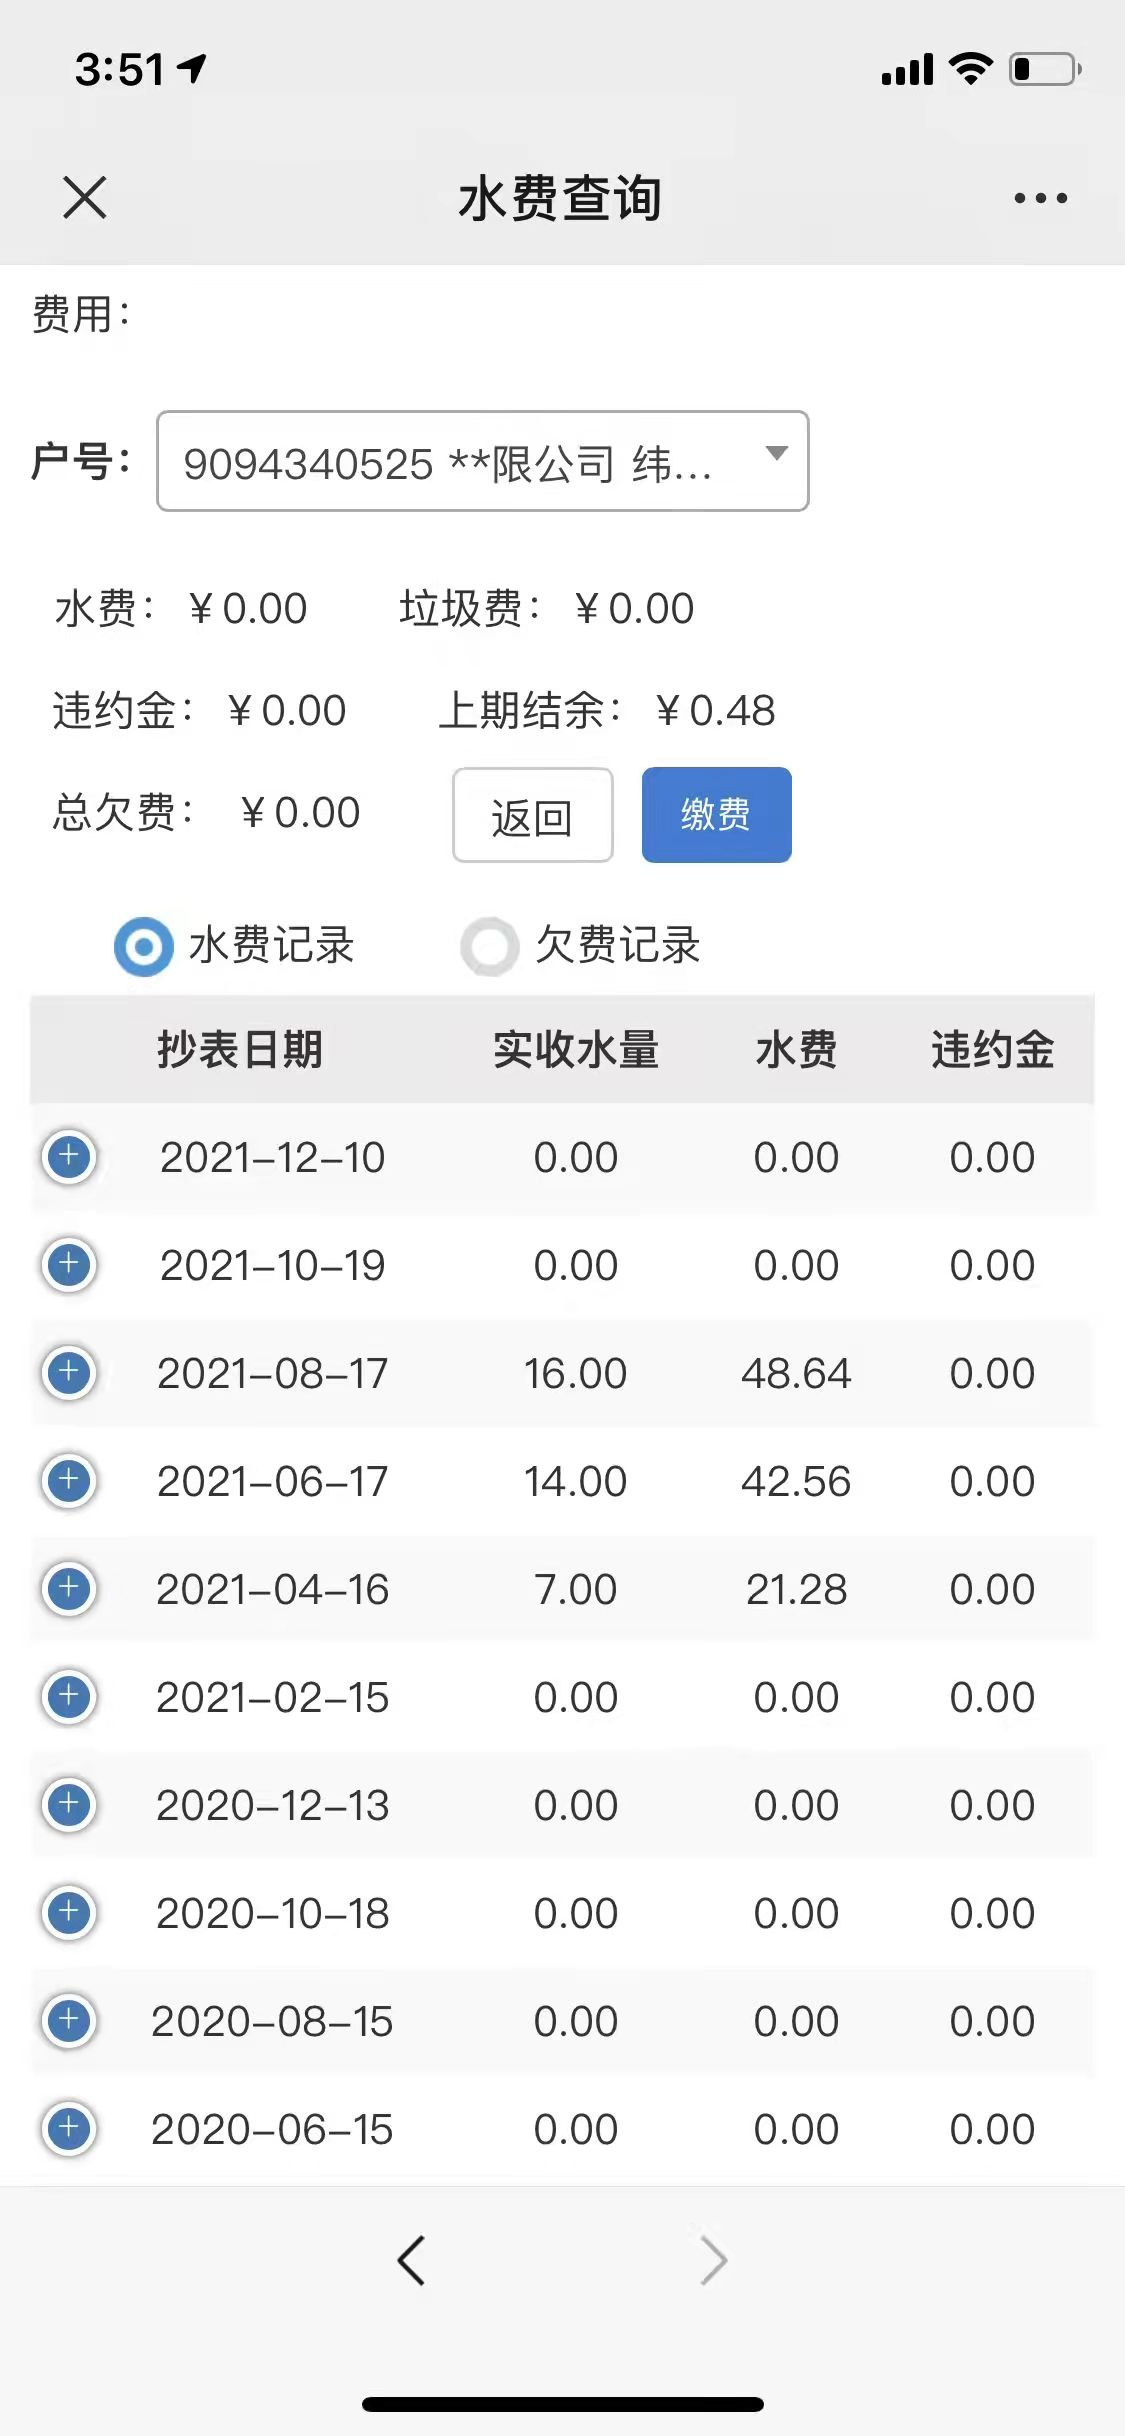 3:51
水费查询
费用：
户号： 9094340525 **限公司 纬...
水费： ￥0.00 垃圾费： ￥0.00
违约金： ￥0.00 上期结余： ￥0.48
总欠费： ￥0.00 返回 缴费
水费记录 欠费记录
抄表日期 实收水量 水费 违约金
2021-12-10 0.00 0.00 0.00
2021-10-19 0.00 0.00 0.00
2021-08-17 16.00 48.64 0.00
2021-06-17 14.00 42.56 0.00
2021-04-16 7.00 21.28 0.00
2021-02-15 0.00 0.00 0.00
2020-12-13 0.00 0.00 0.00
2020-10-18 0.00 0.00 0.00
2020-08-15 0.00 0.00 0.00
2020-06-15 0.00 0.00 0.00